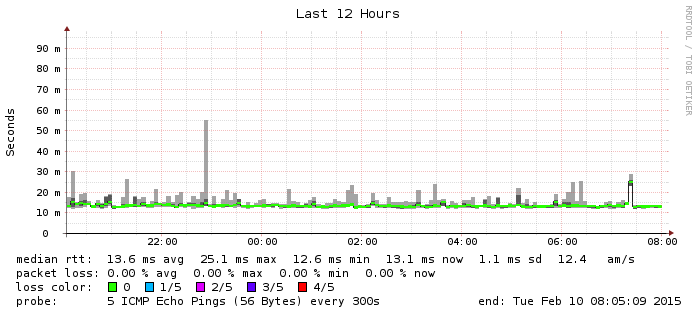 Last 12 Hours
RRDTOOL / TOBI OETIKER
Seconds
90 m
80 m
70 m
60 m
50 m
40 m
30 m
20 m
10 m
0
22:00 00:00 02:00 04:00 06:00 08:00
median rtt: 13.6 ms avg 25.1 ms max 12.6 ms min 13.1 ms now 1.1 ms sd 12.4 am/s
packet loss: 0.00 % avg 0.00 % max 0.00 % min 0.00 % now
loss color: 0 1/5 2/5 3/5 4/5
probe: 5 ICMP Echo Pings (56 Bytes) every 300s end: Tue Feb 10 08:05:09 2015